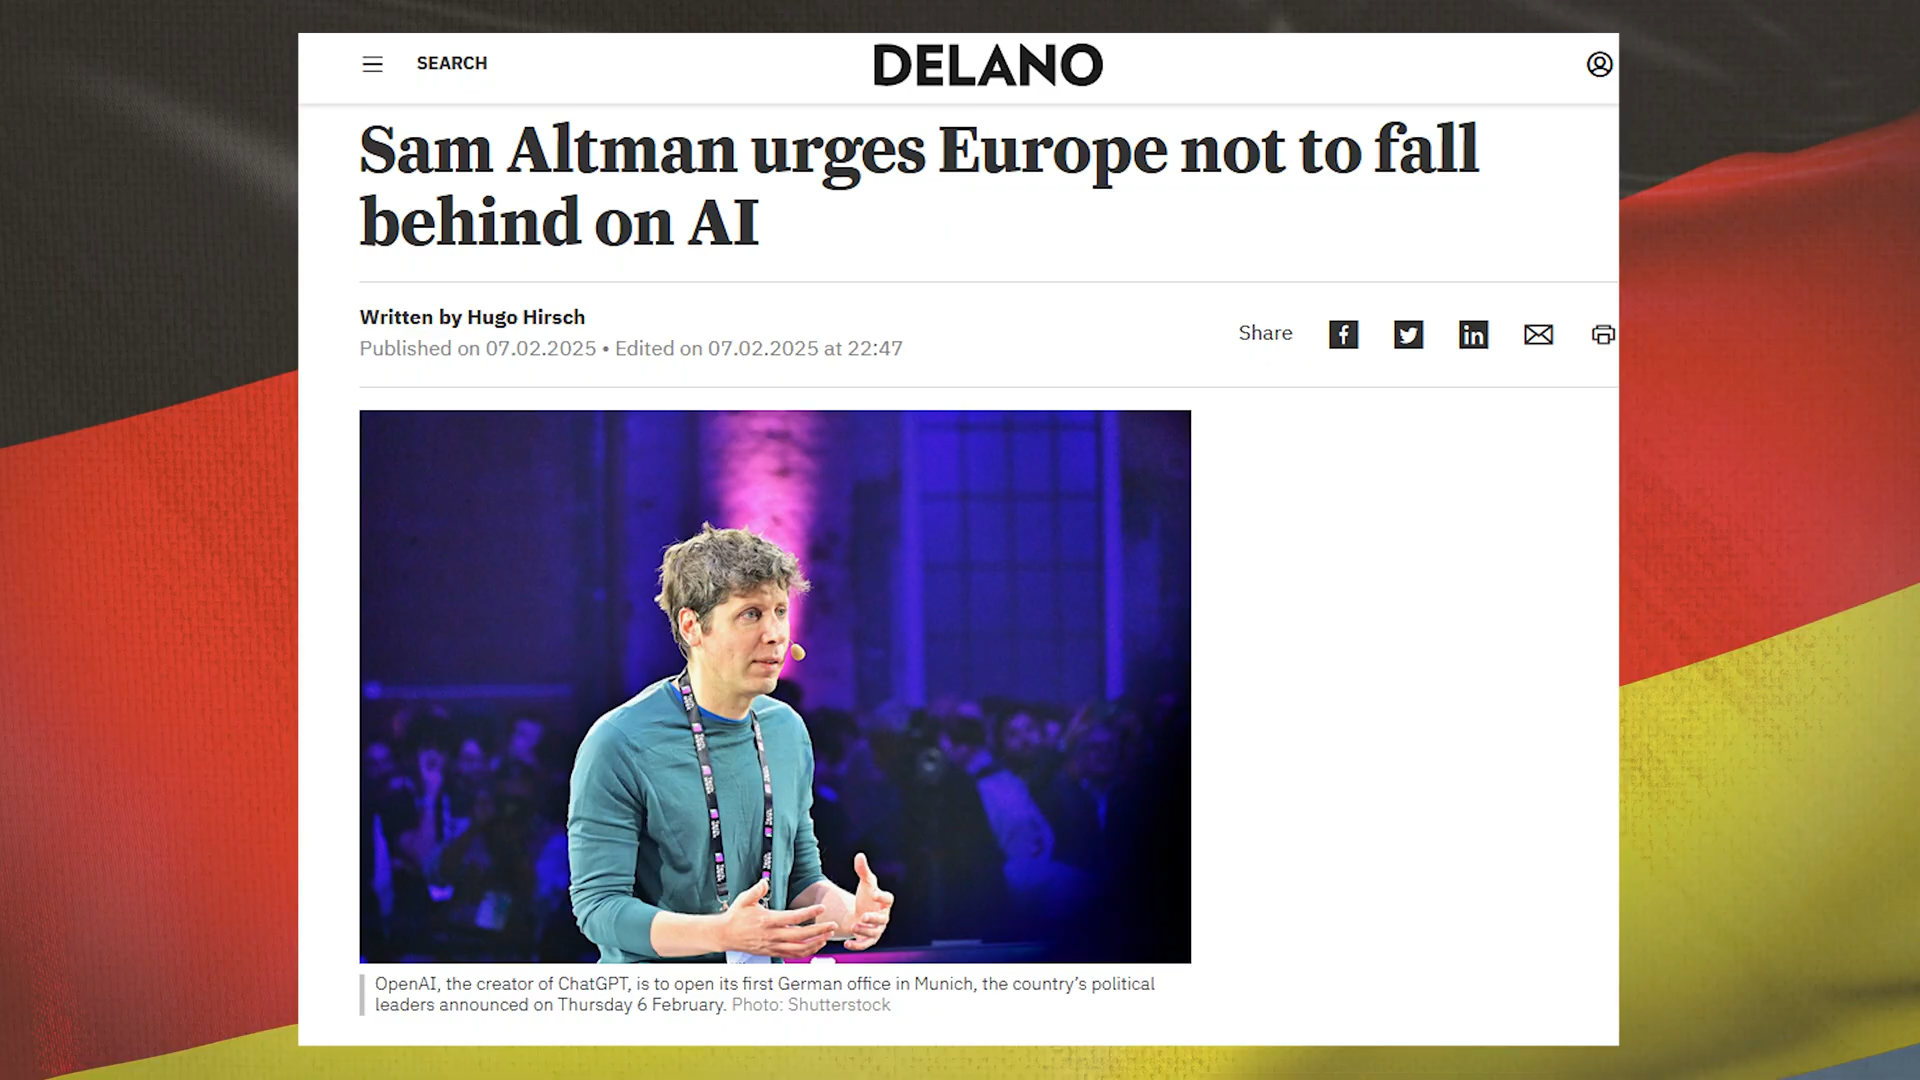 SEARCH
DELANO
Sam Altman urges Europe not to fall
behind on AI
Written by Hugo Hirsch
Published on 07.02.2025 • Edited on 07.02.2025 at 22:47
Share
OpenAI, the creator of ChatGPT, is to open its first German office in Munich, the country’s political
leaders announced on Thursday 6 February. Photo: Shutterstock